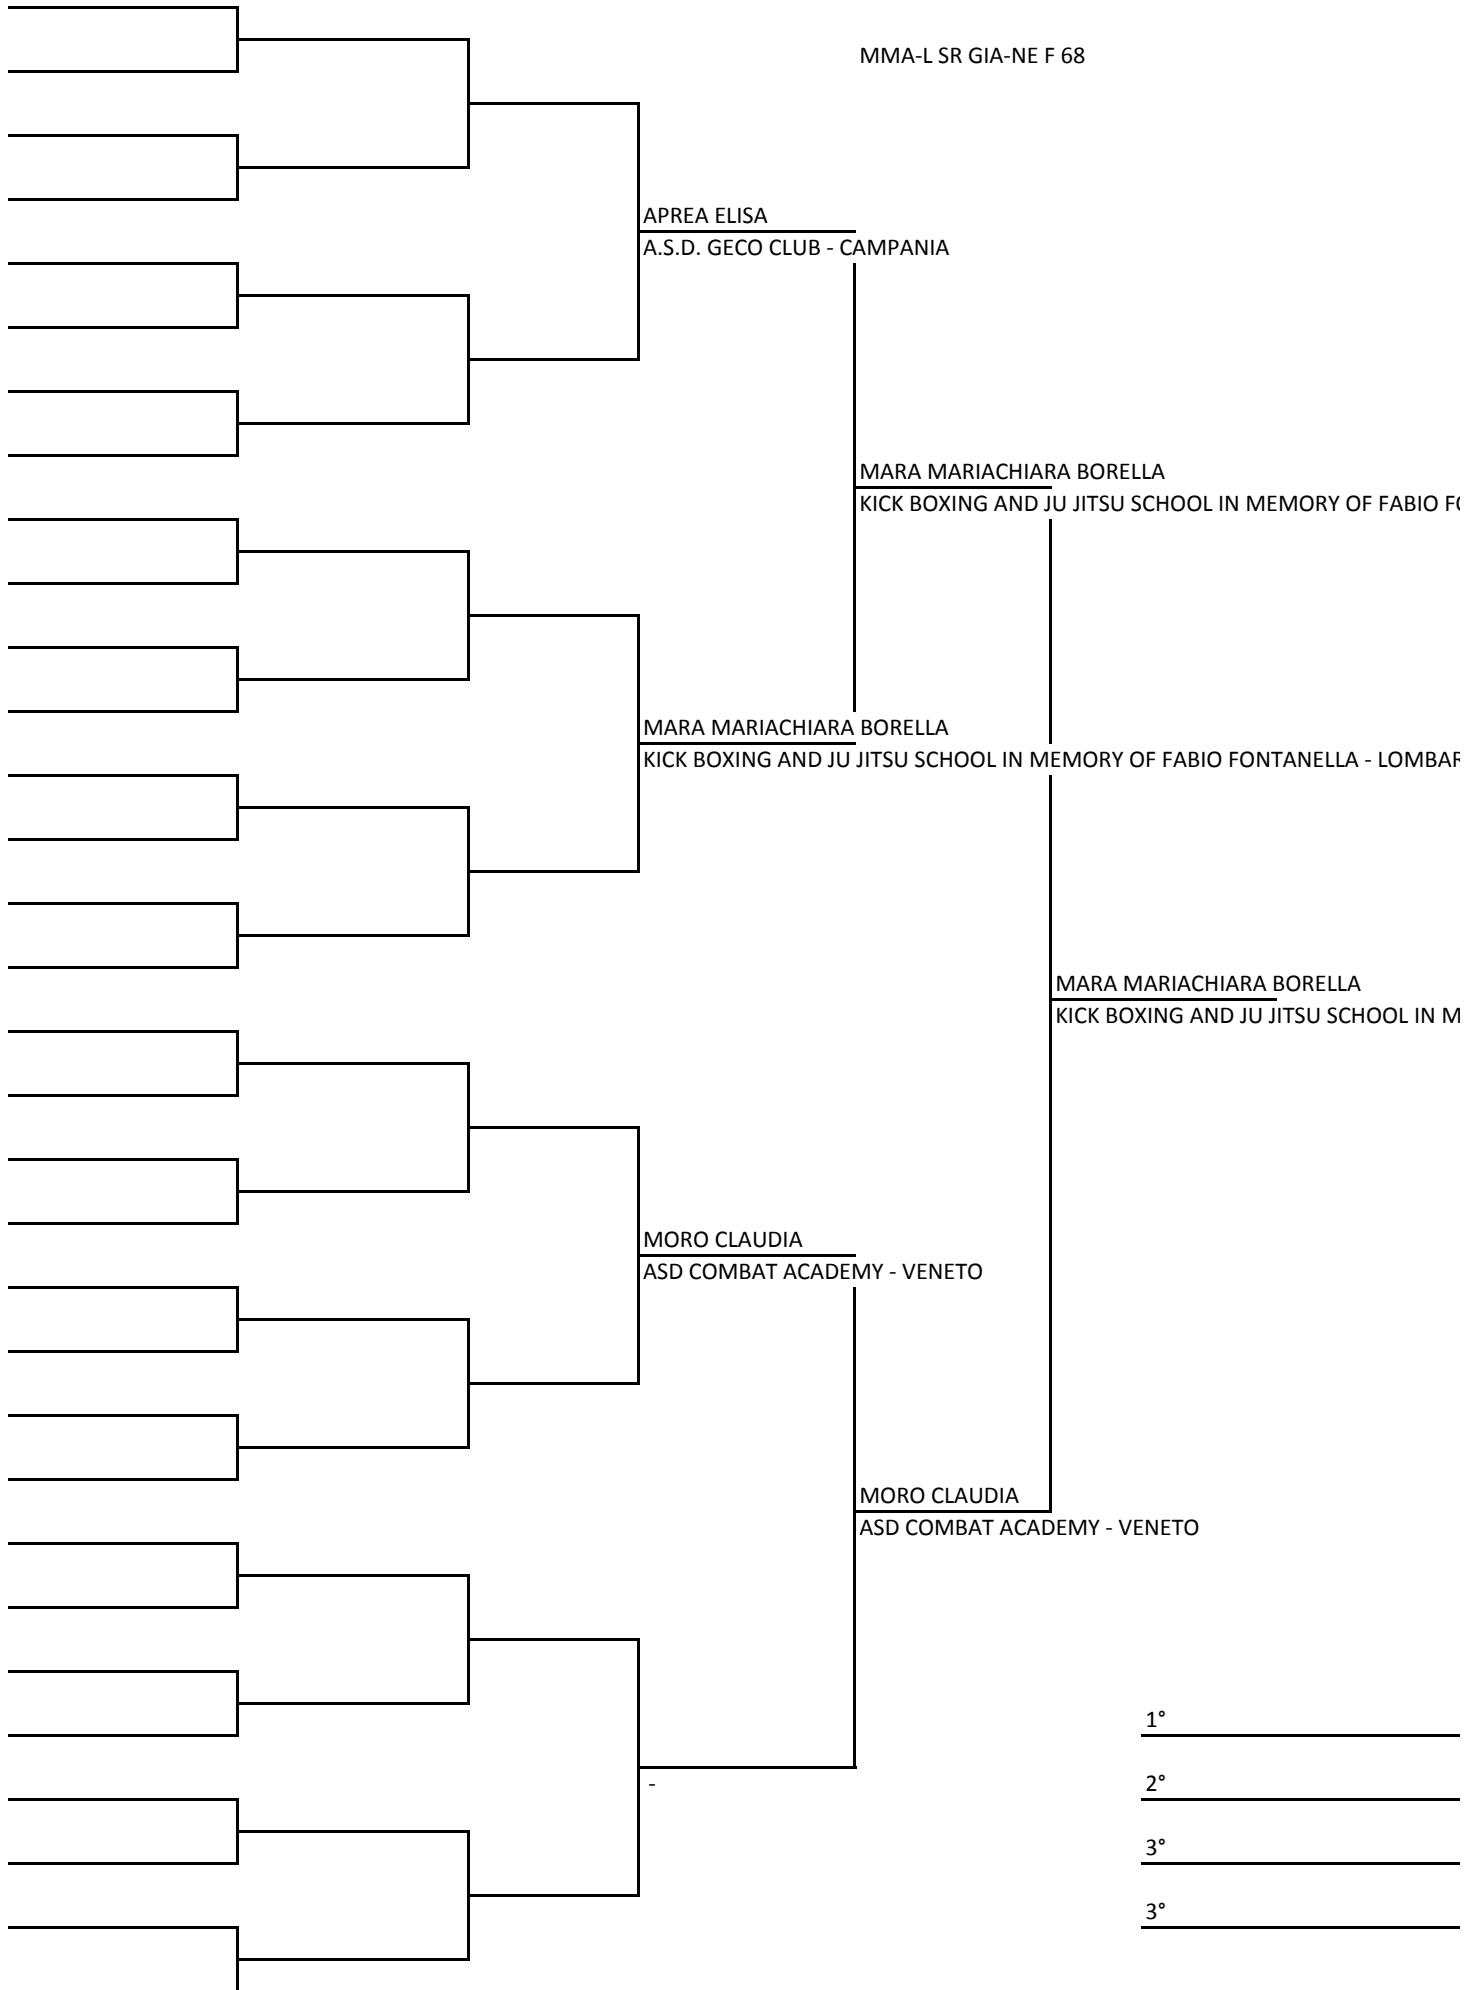 MMA-L SR GIA-NE F 68
APREA ELISA
A.S.D. GECO CLUB - CAMPANIA
MARA MARIACHIARA BORELLA
KICK BOXING AND JU JITSU SCHOOL IN MEMORY OF FABIO FO
MARA MARIACHIARA BORELLA
KICK BOXING AND JU JITSU SCHOOL IN MEMORY OF FABIO FONTANELLA - LOMBAR
MARA MARIACHIARA BORELLA
KICK BOXING AND JU JITSU SCHOOL IN M
MORO CLAUDIA
ASD COMBAT ACADEMY - VENETO
MORO CLAUDIA
ASD COMBAT ACADEMY - VENETO
1°
-
2°
3°
3°